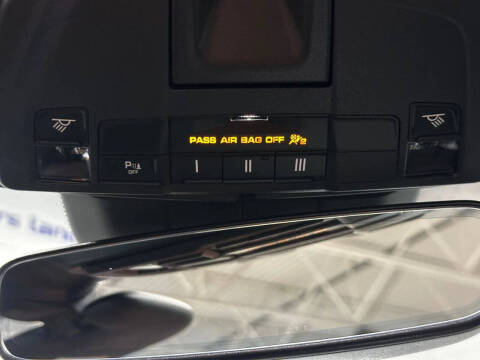 PASS AIR BAG OFF
P
OFF
I
II
III